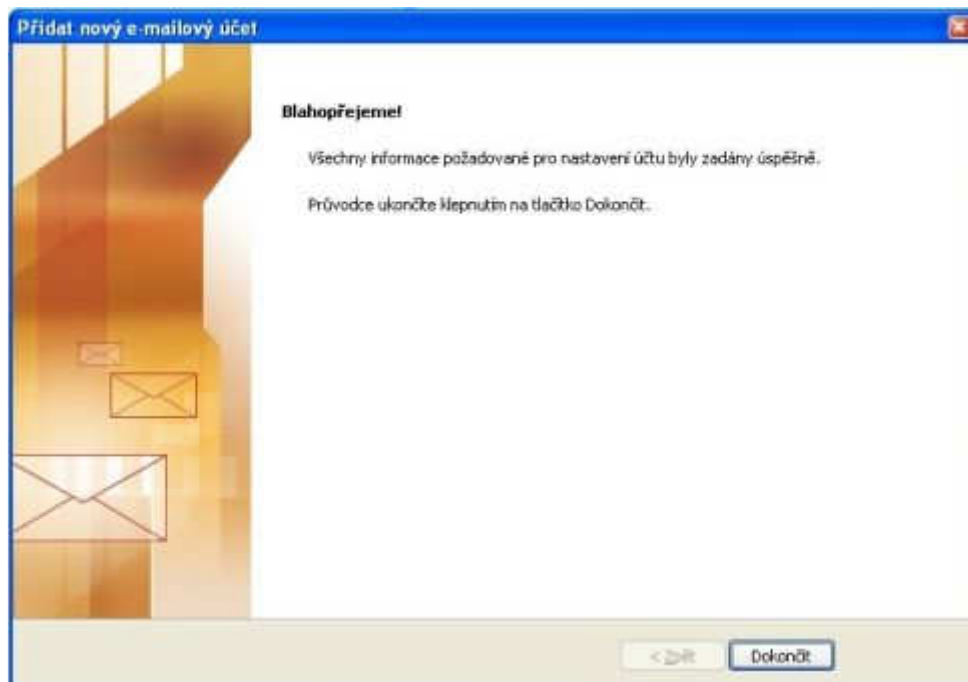 Přidat nový e-mailový účet
Blahopřejeme!
Všechny informace požadované pro nastavení účtu byly zadány úspěšně.
Průvodce ukončíte klepnutím na tlačítko Dokončit.
< Zpět
Dokončit